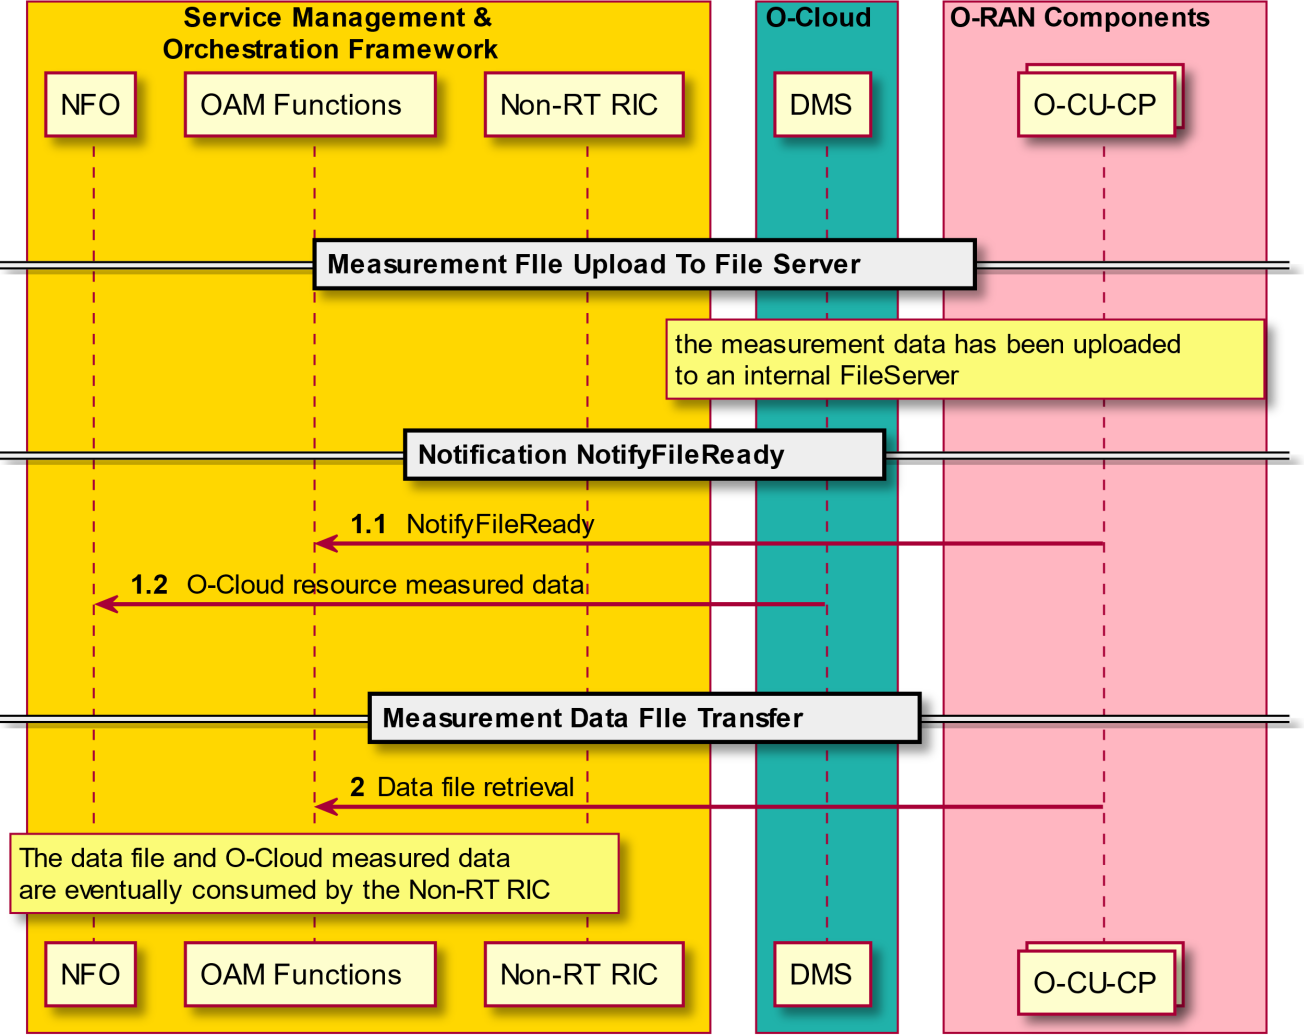 Service Management &
Orchestration Framework
O-Cloud
O-RAN Components
NFO
OAM Functions
Non-RT RIC
DMS
O-CU-CP
Measurement FIle Upload To File Server
the measurement data has been uploaded
to an internal FileServer
Notification NotifyFileReady
1.1 NotifyFileReady
1.2 O-Cloud resource measured data
Measurement Data FIle Transfer
2 Data file retrieval
The data file and O-Cloud measured data
are eventually consumed by the Non-RT RIC
NFO
OAM Functions
Non-RT RIC
DMS
O-CU-CP